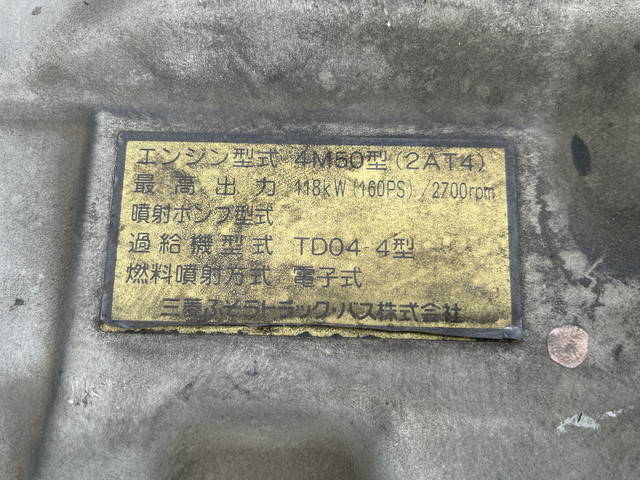 エンジン型式 4M50型(2AT4)
最高出力 118kW(160PS)/2700rpm
噴射ポンプ型式
過給機型式 TD04-4型
燃料噴射方式 電子式
三菱ふそうトラック・バス株式会社